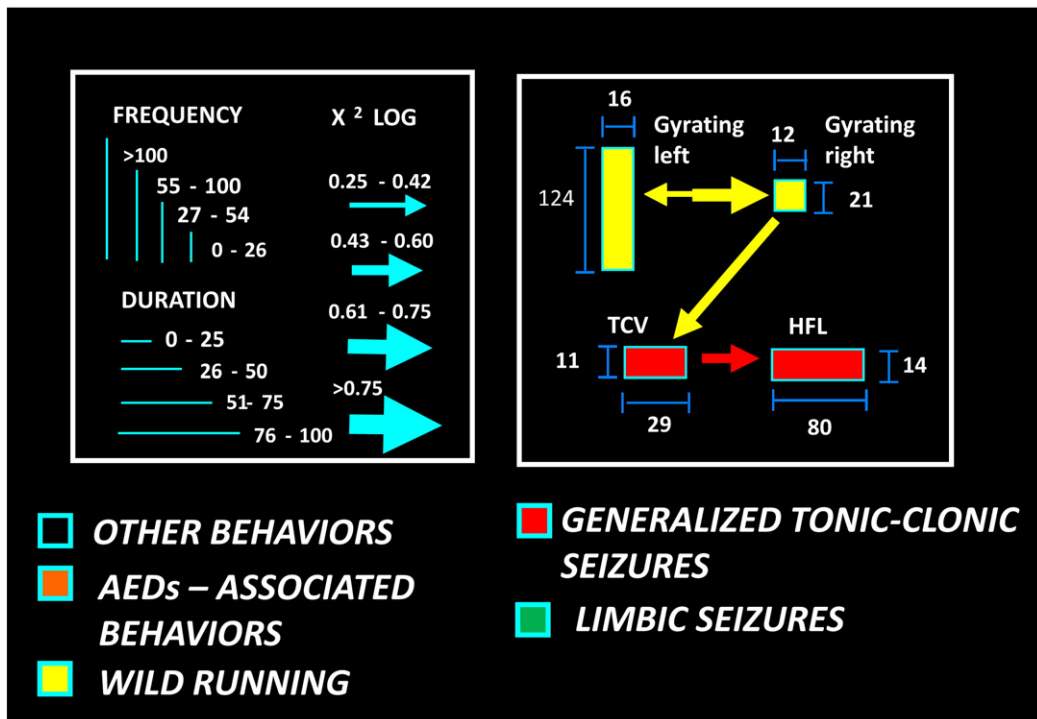 FREQUENCY
>100
55 - 100
27 - 54
0 - 26
DURATION
0 - 25
26 - 50
51- 75
76 - 100
X 2 LOG
0.25 - 0.42
0.43 - 0.60
0.61 - 0.75
>0.75
16
Gyrating
left
124
12
Gyrating
right
21
TCV
11
29
HFL
14
80
OTHER BEHAVIORS
AEDs – ASSOCIATED
BEHAVIORS
WILD RUNNING
GENERALIZED TONIC-CLONIC
SEIZURES
LIMBIC SEIZURES